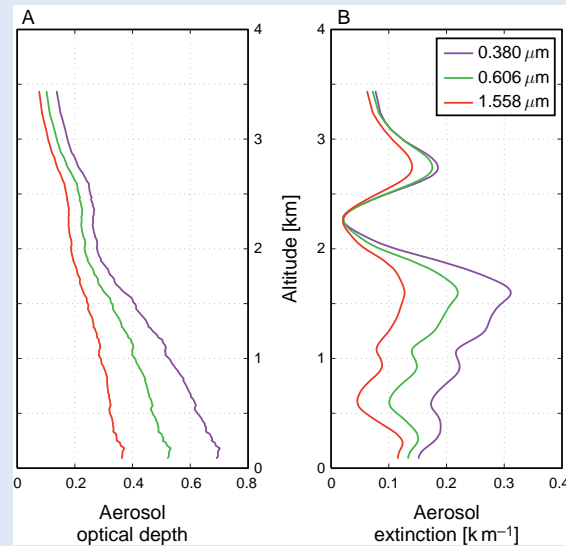 A
B
4
3
2
1
0
0
0.2
0.4
0.6
0.8
Aerosol
optical depth
Altitude [km]
4
3
2
1
0
0
0.1
0.2
0.3
0.4
Aerosol
extinction [k m⁻¹]
0.380 µm
0.606 µm
1.558 µm